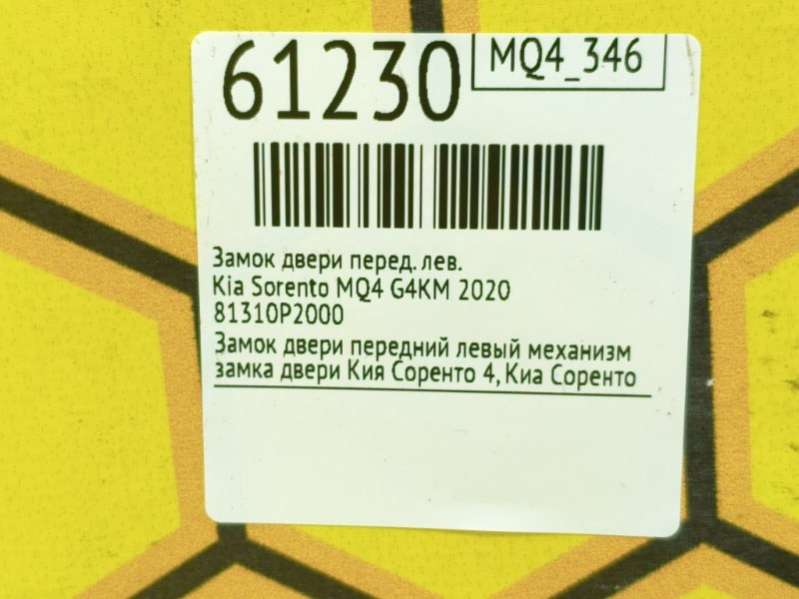 61230
MQ4_346
Замок двери перед. лев.
Kia Sorento MQ4 G4KM 2020
81310P2000
Замок двери передний левый механизм
замка двери Кия Соренто 4, Киа Соренто